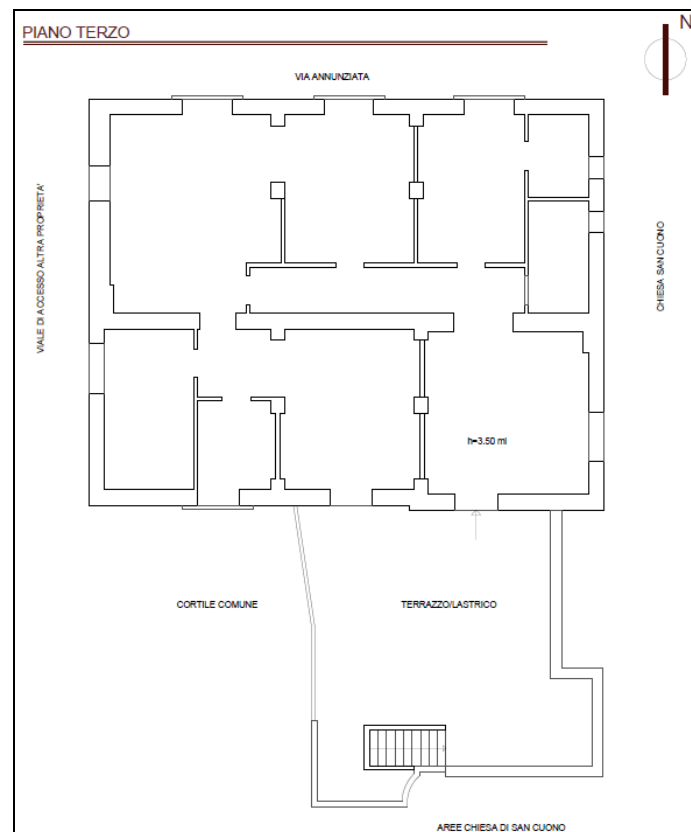 PIANO TERZO
N
VIA ANNUNZIATA
VIALE DI ACCESSO ALTRA PROPRIETA'
CHIESA SAN CUONO
h=3.50 ml
CORTILE COMUNE
TERRAZZO/LASTRICO
AREE CHIESA DI SAN CUONO